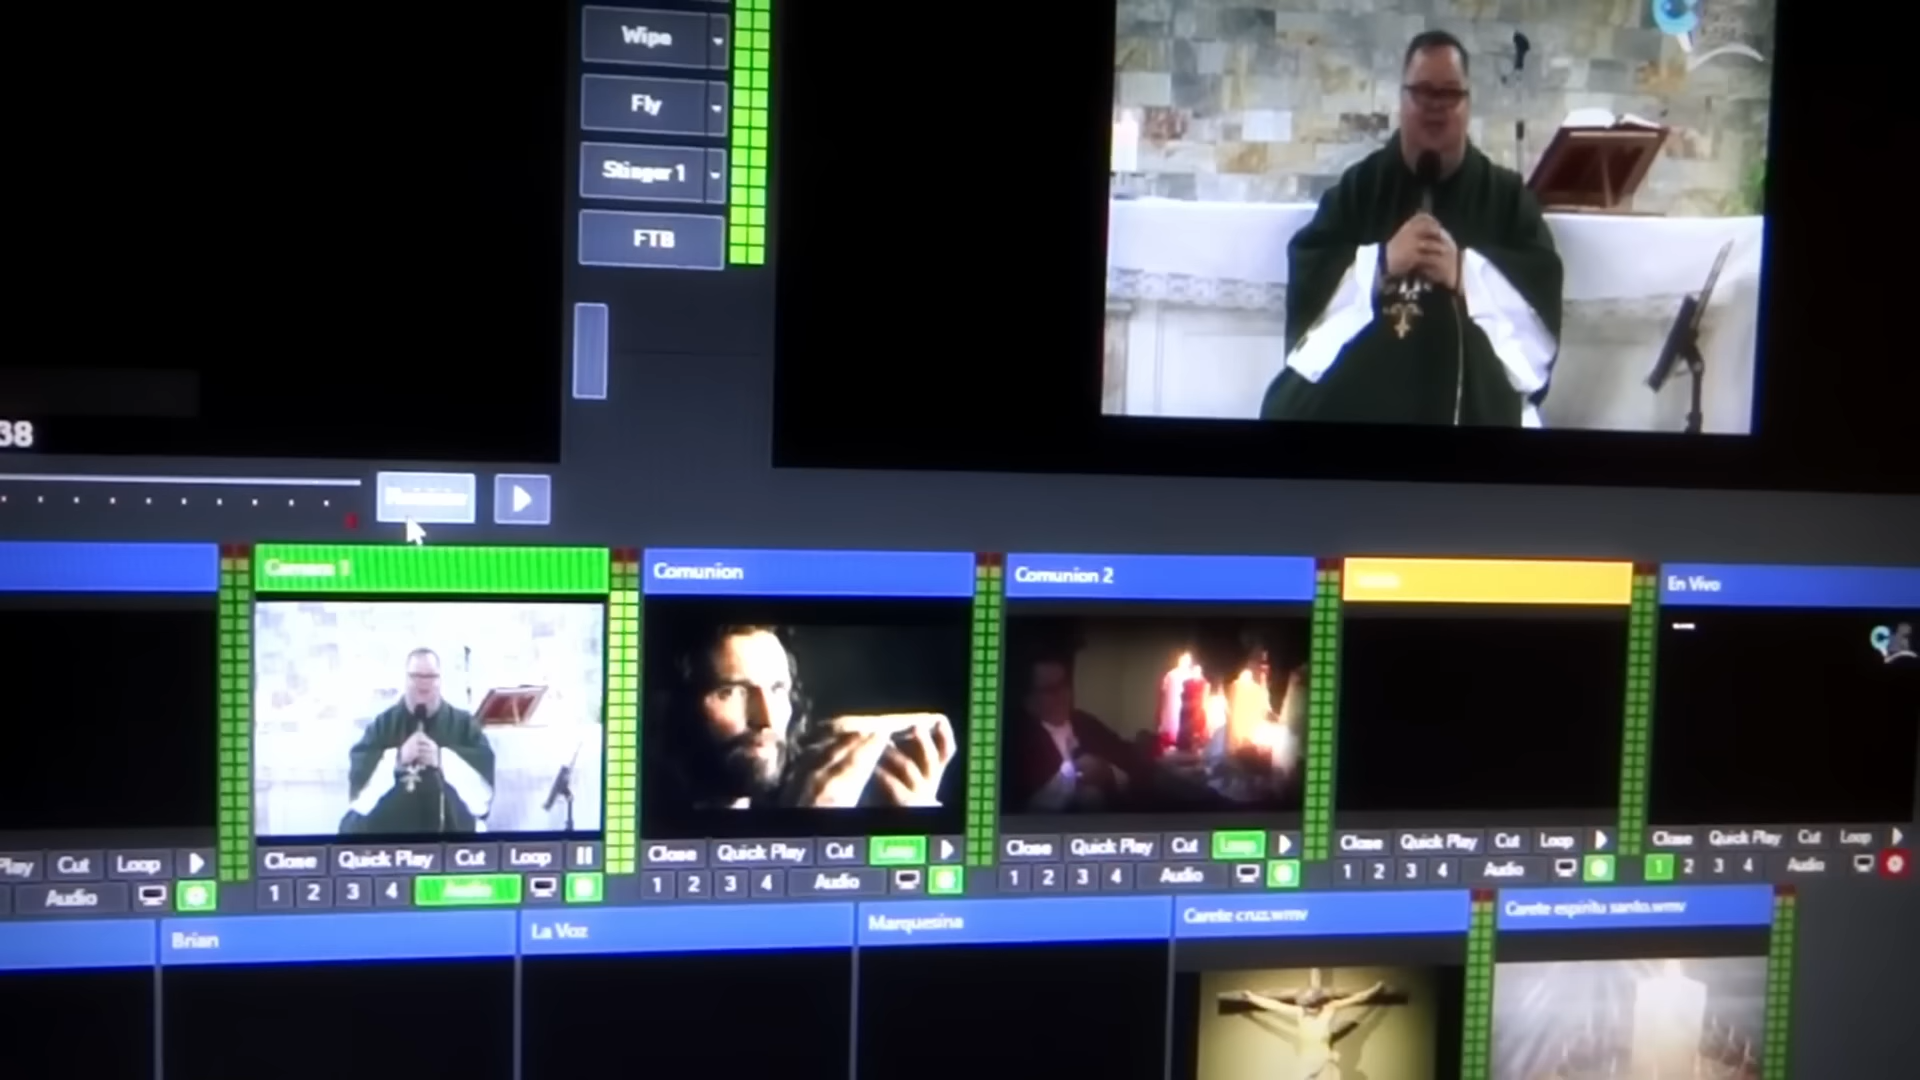 Wipe
Fly
Stinger 1
FTB
38
Camara 1
Comunion
Comunion 2
En Vivo
Play Cut Loop
Audio
Close Quick Play Cut Loop
1 2 3 4 Audio
Close Quick Play Cut Loop
1 2 3 4 Audio
Close Quick Play Cut Loop
1 2 3 4 Audio
Close Quick Play Cut Loop
1 2 3 4 Audio
Close Quick Play Cut Loop
1 2 3 4 Audio
Brian
La Voz
Marquesina
Carete cruz.wmv
Carete espiritu santo.wmv